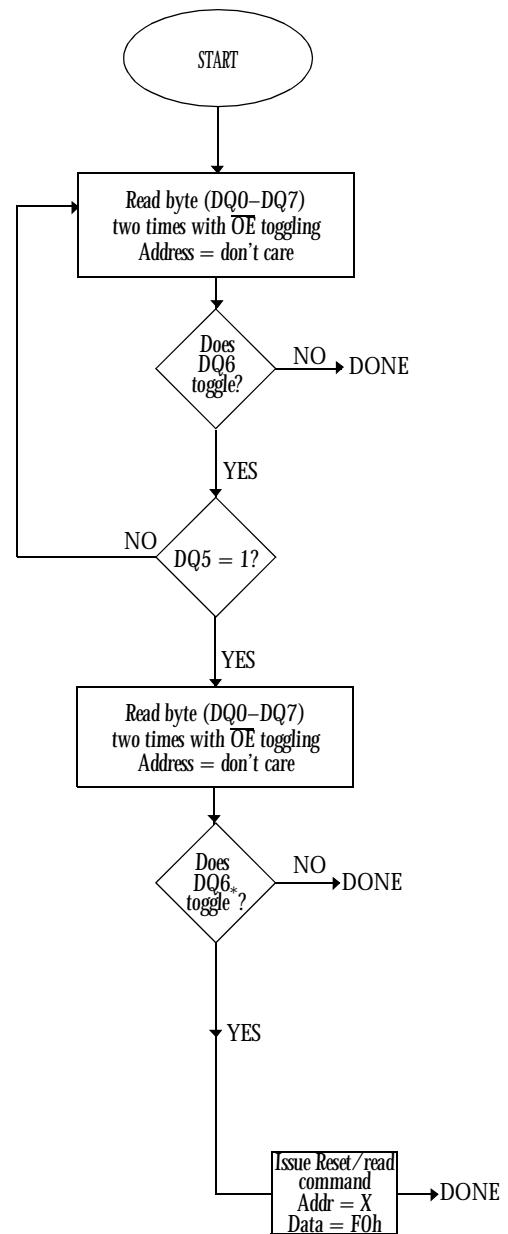 START
Read byte (DQ0–DQ7)
two times with O̅E̅ toggling
Address = don't care
Does
DQ6
toggle?
NO
DONE
YES
NO
DQ5 = 1?
YES
Read byte (DQ0–DQ7)
two times with O̅E̅ toggling
Address = don't care
Does
DQ6
toggle*?
NO
DONE
YES
Issue Reset/read
command
Addr = X
Data = F0h
DONE